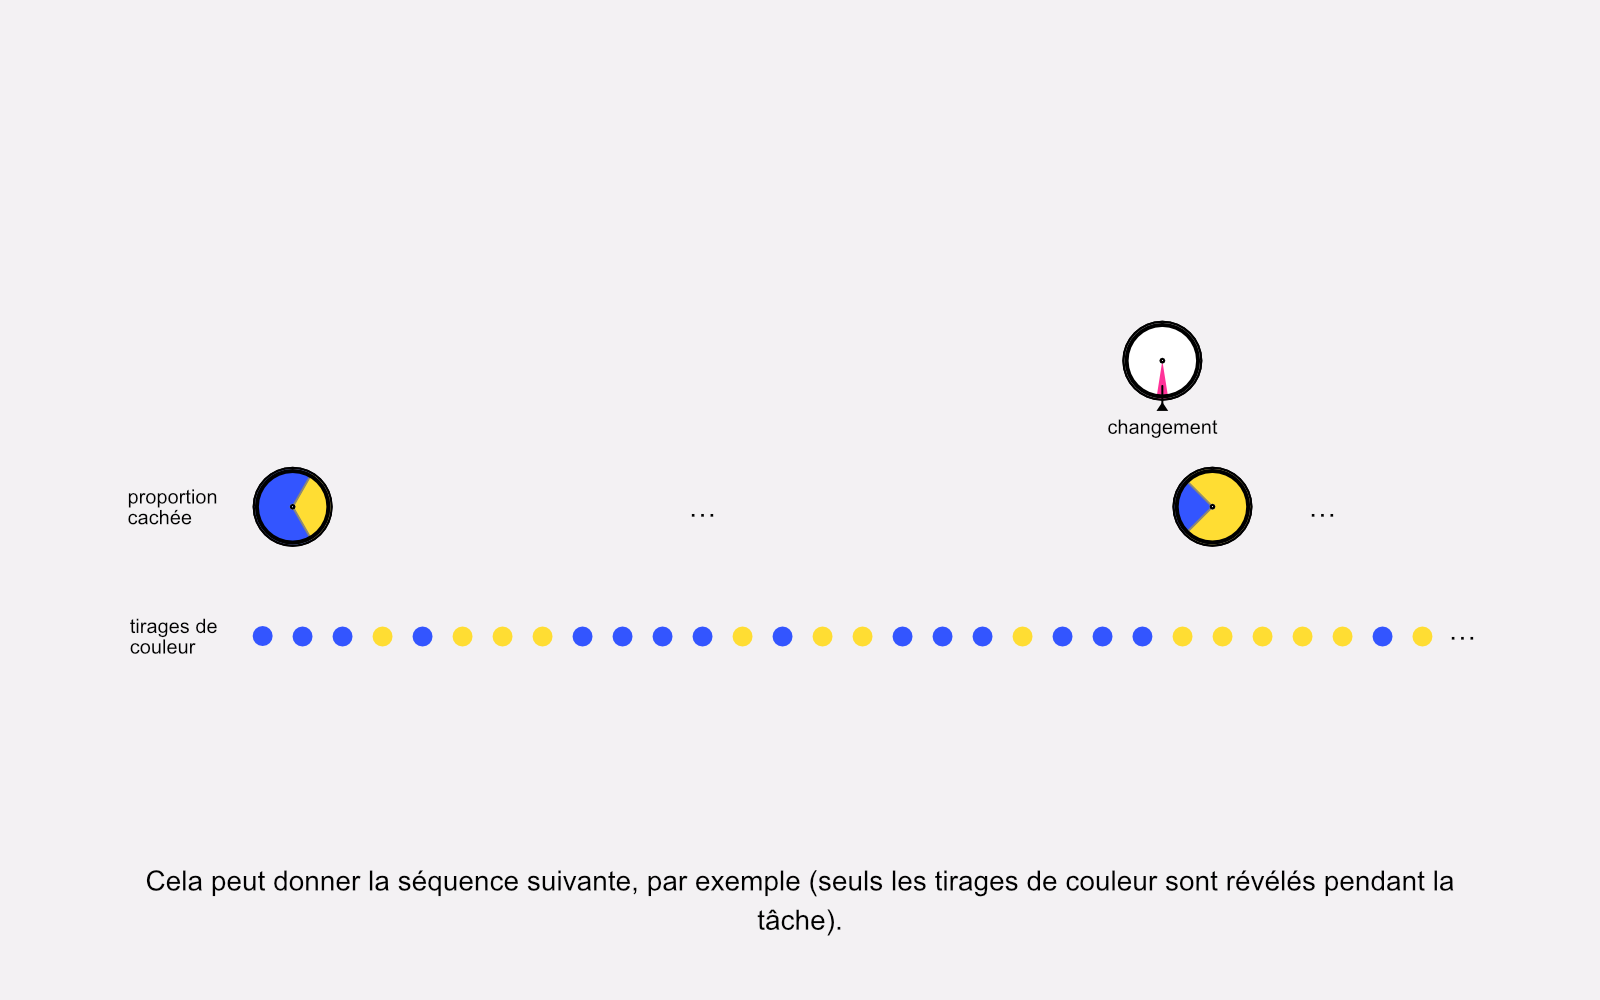 changement
proportion
cachée
...
...
tirages de
couleur
...
Cela peut donner la séquence suivante, par exemple (seuls les tirages de couleur sont révélés pendant la
tâche).